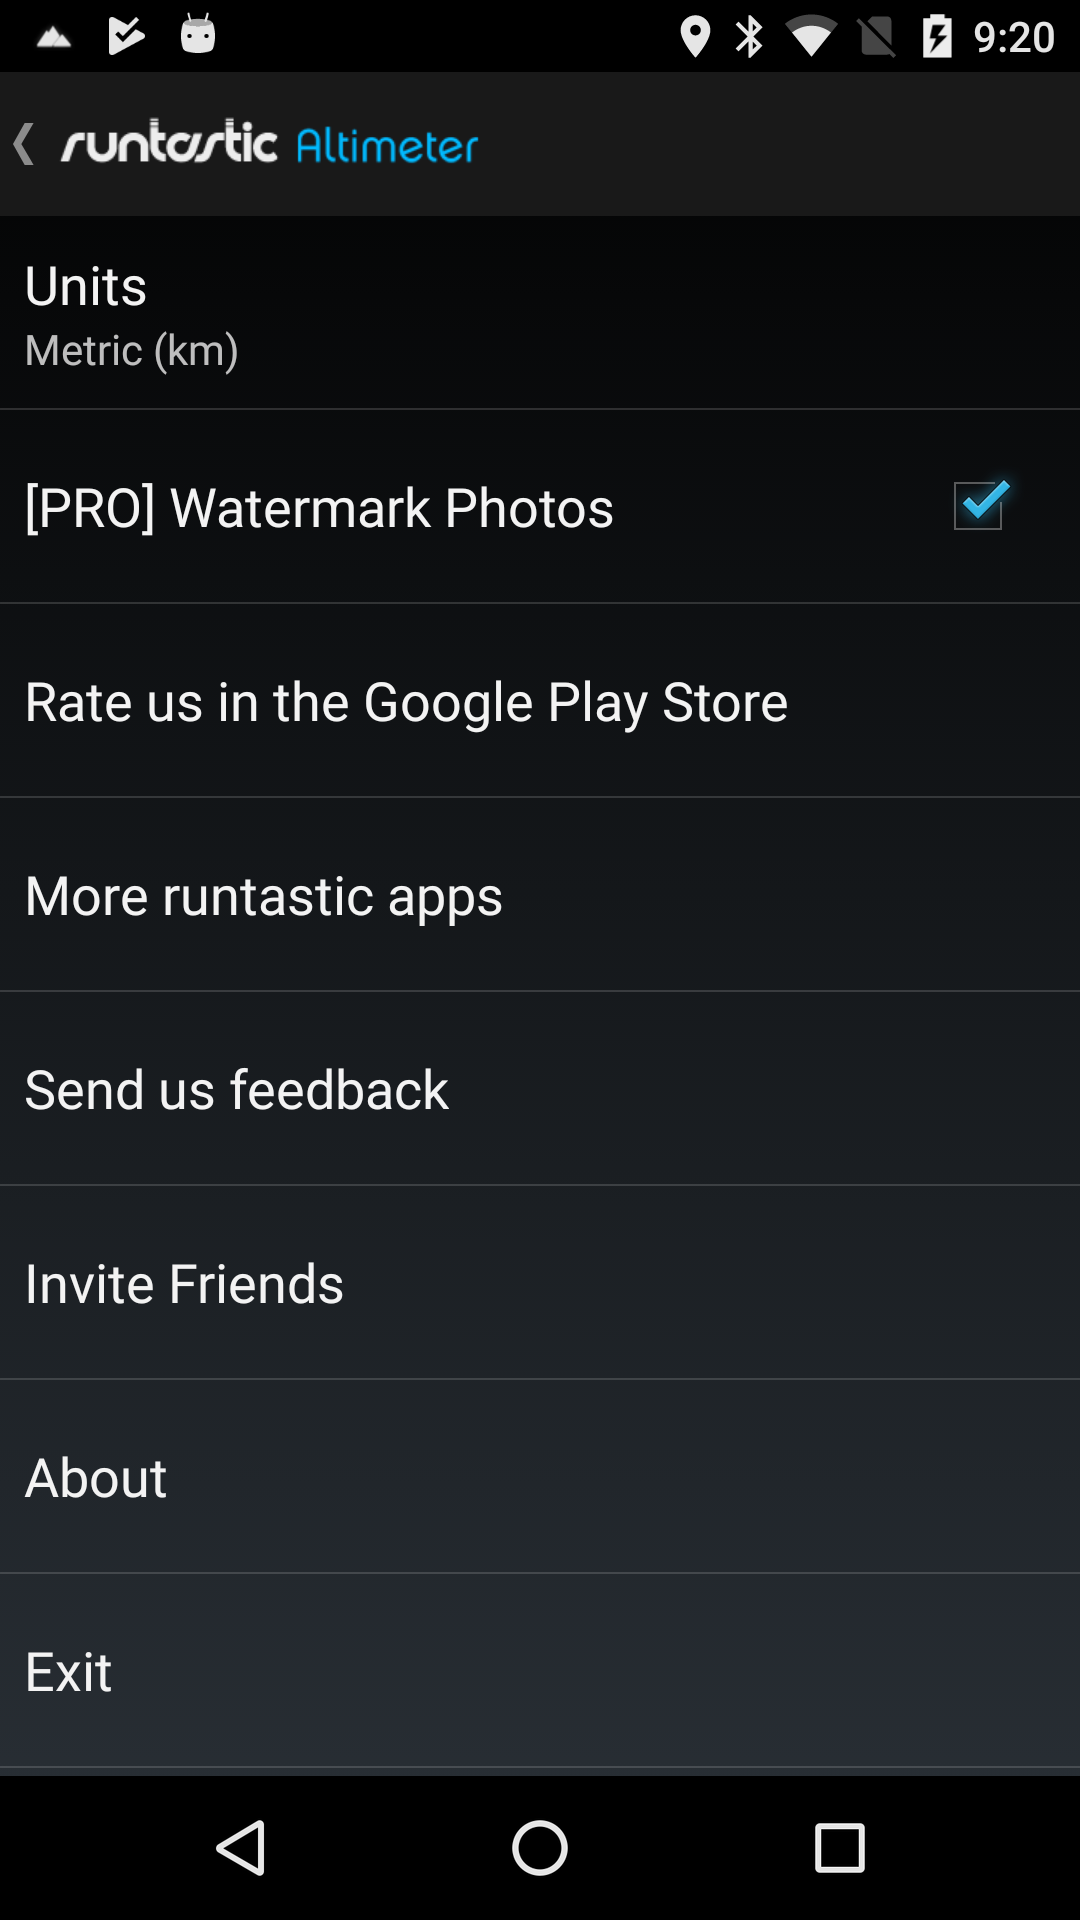 9:20
runtastic Altimeter
Units
Metric (km)
[PRO] Watermark Photos
Rate us in the Google Play Store
More runtastic apps
Send us feedback
Invite Friends
About
Exit